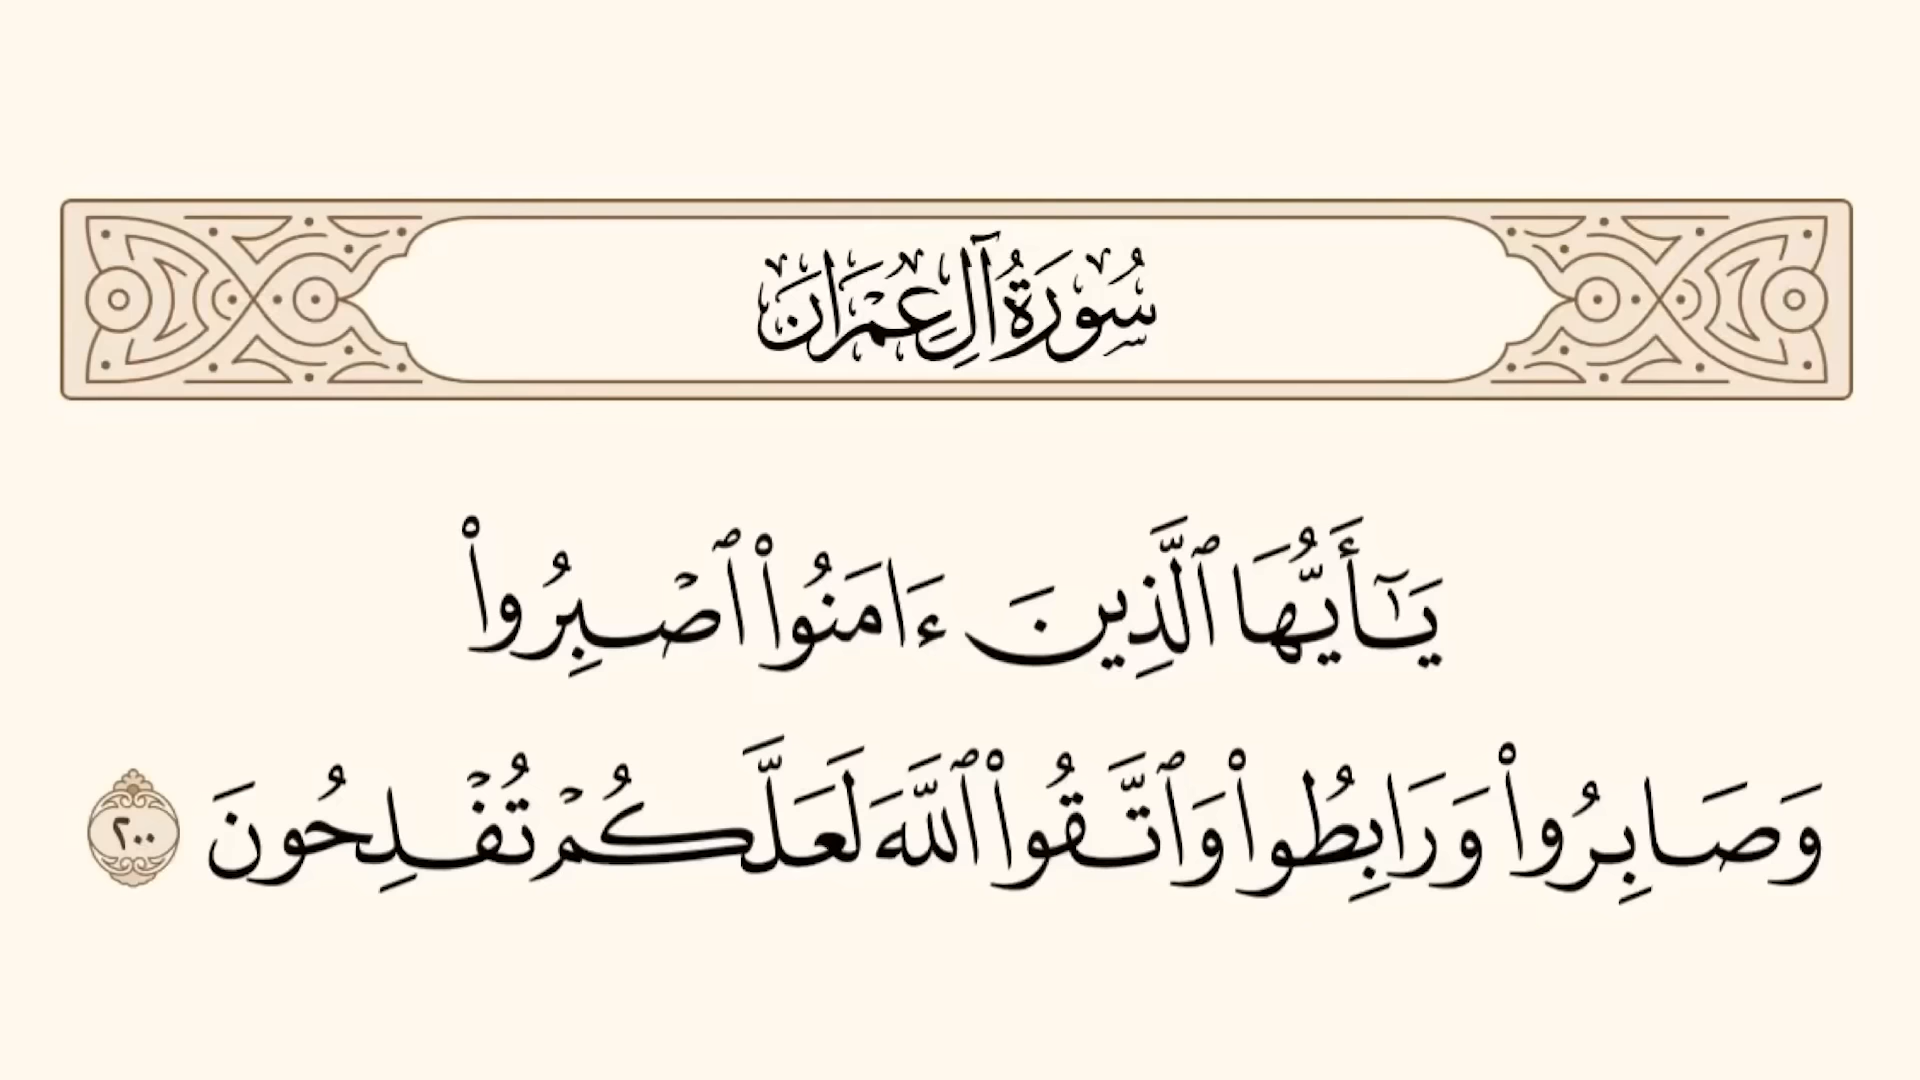 سُورَةُ آلِ عِمْرَانَ
يَـٰٓأَيُّهَا ٱلَّذِينَ ءَامَنُوا۟ ٱصْبِرُوا۟
وَصَابِرُوا۟ وَرَابِطُوا۟ وَٱتَّقُوا۟ ٱللَّهَ لَعَلَّكُمْ تُفْلِحُونَ ٢٠٠